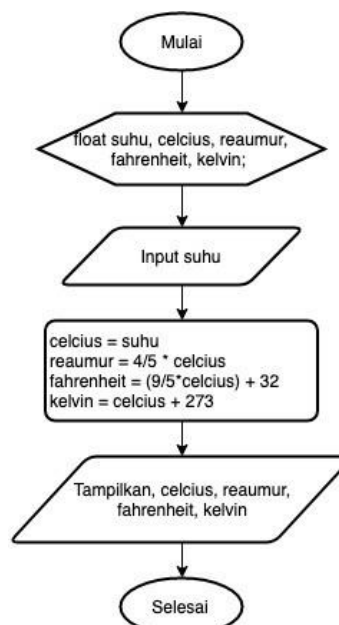 Mulai
float suhu, celcius, reaumur,
fahrenheit, kelvin;
Input suhu
celcius = suhu
reaumur = 4/5 * celcius
fahrenheit = (9/5*celcius) + 32
kelvin = celcius + 273
Tampilkan, celcius, reaumur,
fahrenheit, kelvin
Selesai